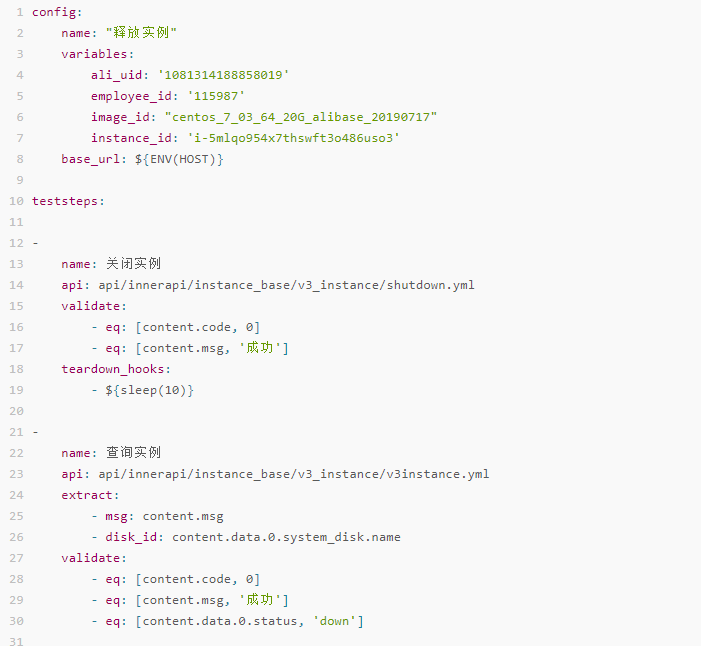 1 config:
2     name: "释放实例"
3     variables:
4         ali_uid: '1081314188858019'
5         employee_id: '115987'
6         image_id: "centos_7_03_64_20G_alibase_20190717"
7         instance_id: 'i-5mlqo954x7thswft3o486uso3'
8     base_url: ${ENV(HOST)}
9
10 teststeps:
11
12 -
13     name: 关闭实例
14     api: api/innerapi/instance_base/v3_instance/shutdown.yml
15     validate:
16         - eq: [content.code, 0]
17         - eq: [content.msg, '成功']
18     teardown_hooks:
19         - ${sleep(10)}
20
21 -
22     name: 查询实例
23     api: api/innerapi/instance_base/v3_instance/v3instance.yml
24     extract:
25         - msg: content.msg
26         - disk_id: content.data.0.system_disk.name
27     validate:
28         - eq: [content.code, 0]
29         - eq: [content.msg, '成功']
30         - eq: [content.data.0.status, 'down']
31